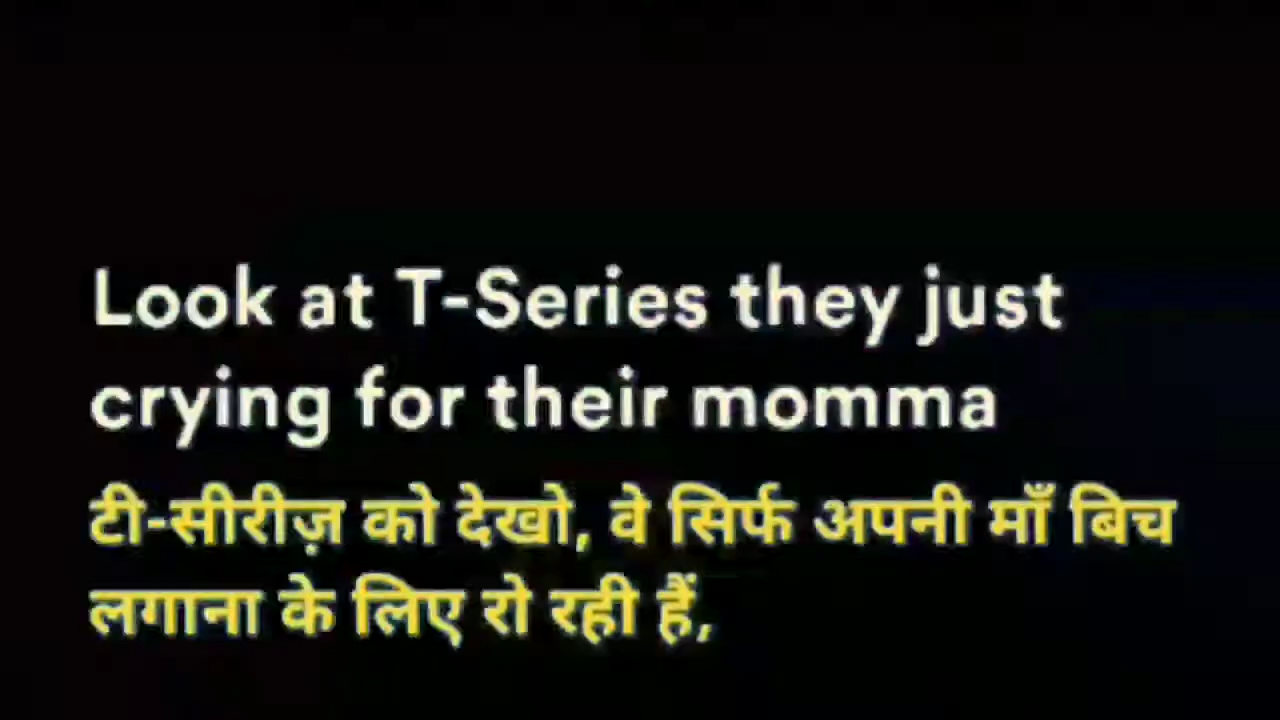 Look at T-Series they just
crying for their momma
टी-सीरीज़ को देखो, वे सिर्फ अपनी माँ बिच
लगाना के लिए रो रही हैं,